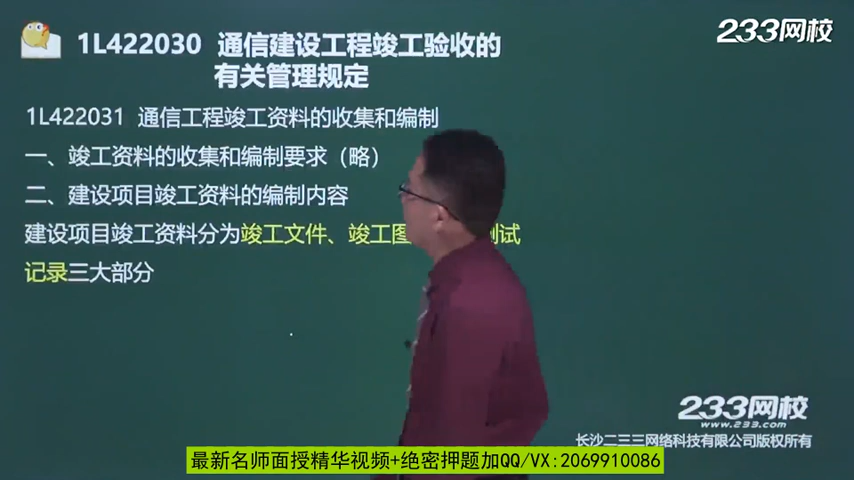 1L422030 通信建设工程竣工验收的
有关管理规定
233网校
1L422031 通信工程竣工资料的收集和编制
一、竣工资料的收集和编制要求（略）
二、建设项目竣工资料的编制内容
建设项目竣工资料分为竣工文件、竣工图 测试
记录三大部分
233网校
www.233.com
长沙二三三网络科技有限公司版权所有
最新名师面授精华视频+绝密押题加QQ/VX:2069910086